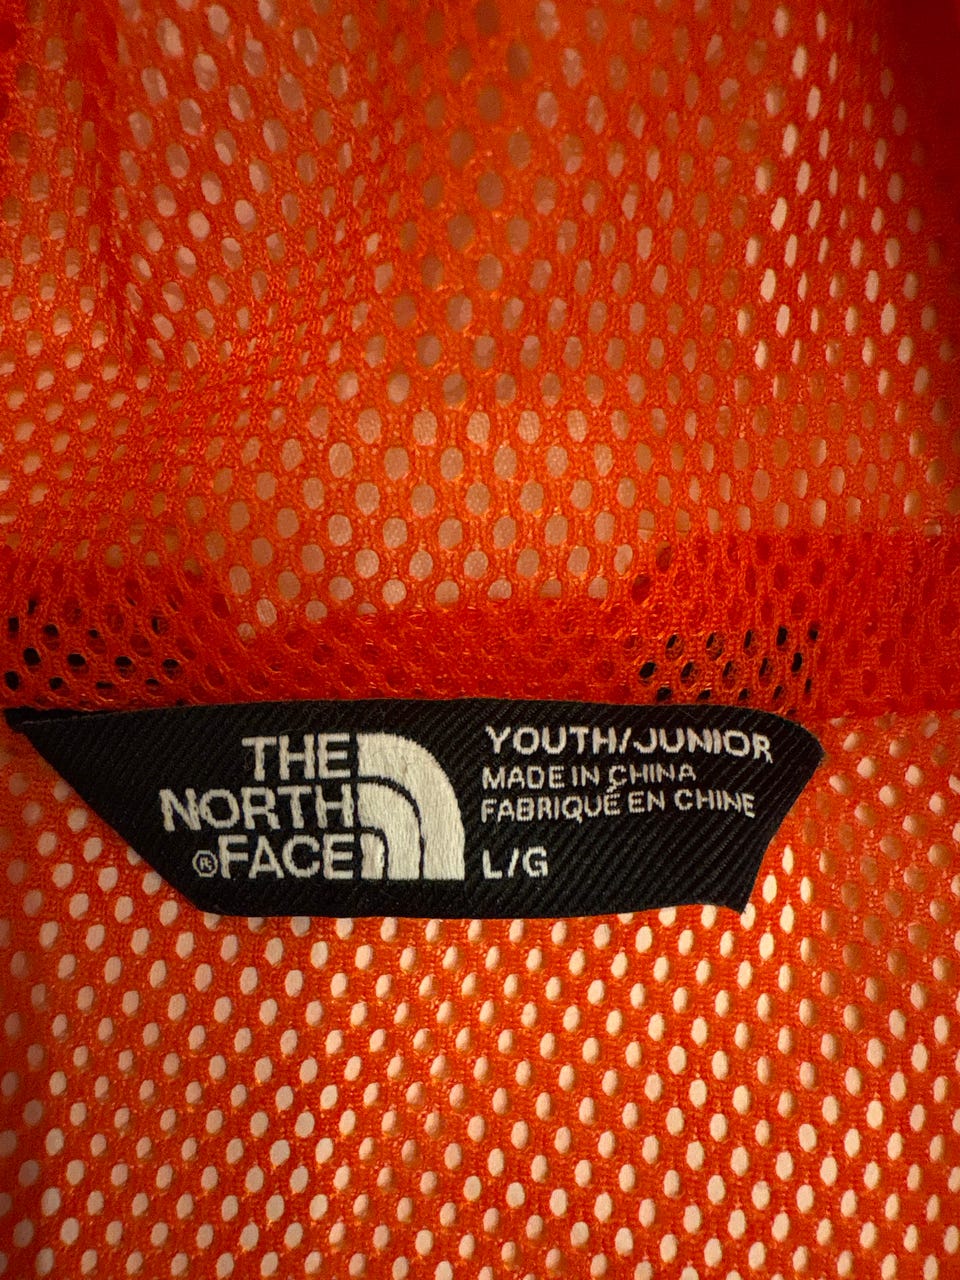 THE
NORTH
®FACE
YOUTH/JUNIOR
MADE IN CHINA
FABRIQUÉ EN CHINE
L/G